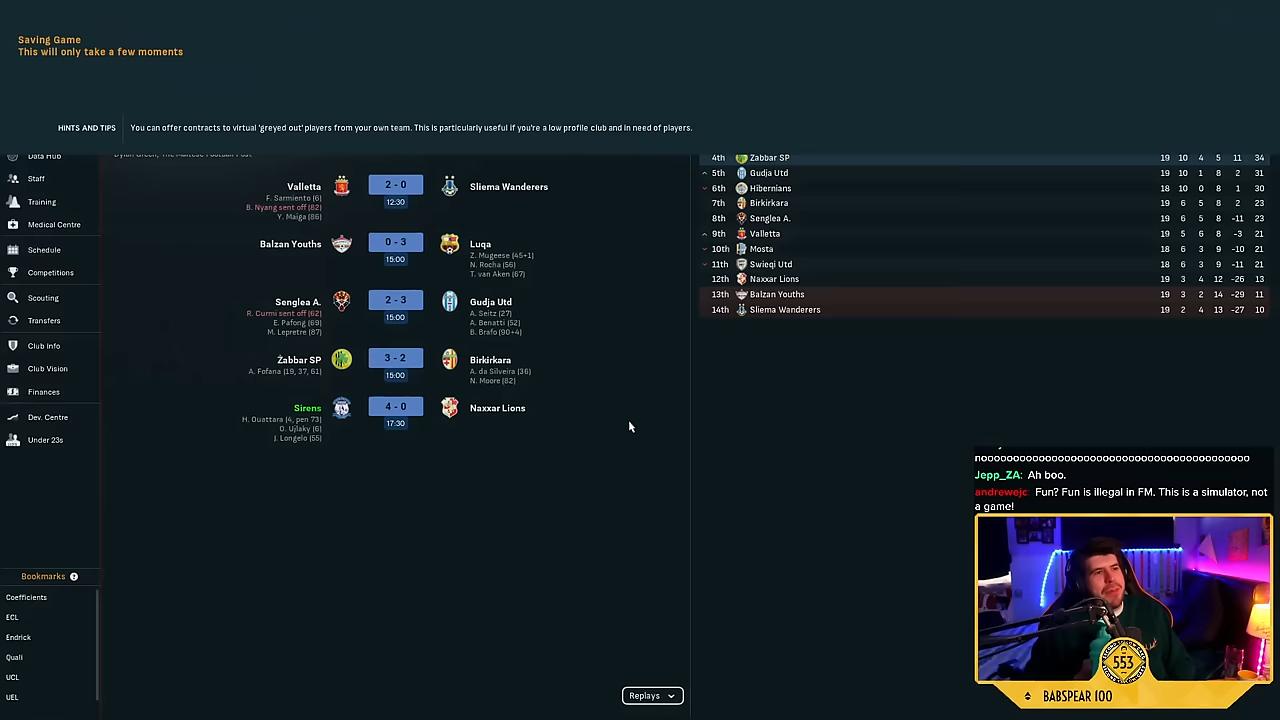 Saving Game
This will only take a few moments
HINTS AND TIPS
You can offer contracts to virtual 'greyed out' players from your own team. This is particularly useful if you're a low profile club and in need of players.
Data Hub
Staff
Training
Medical Centre
Schedule
Competitions
Scouting
Transfers
Club Info
Club Vision
Finances
Dev. Centre
Under 23s
Bookmarks ?
Coefficients
ECL
Endrick
Quali
UCL
UEL
Dylan Green, The Maltese Football Post
Valletta 2 - 0 Sliema Wanderers
F. Sarmiento (6) 12:30
B. Nyang sent off (82)
Y. Maïga (86)
Balzan Youths 0 - 3 Luqa
15:00 Z. Mugeese (45+1)
N. Rocha (56)
T. van Aken (67)
Senglea A. 2 - 3 Gudja Utd
R. Curmi sent off (62) 15:00 A. Seitz (27)
E. Pafong (69) A. Benatti (52)
M. Lepretre (87) B. Brafo (90+4)
Żabbar SP 3 - 2 Birkirkara
A. Fofana (19, 37, 61) 15:00 A. da Silveira (36)
N. Moore (82)
Sirens 4 - 0 Naxxar Lions
H. Ouattara (4, pen 73) 17:30
O. Ujlaky (6)
J. Longelo (55)
Replays
4th Żabbar SP 19 10 4 5 11 34
5th Gudja Utd 19 10 1 8 2 31
6th Hibernians 18 10 0 8 1 30
7th Birkirkara 19 6 5 8 2 23
8th Senglea A. 19 6 5 8 -11 23
9th Valletta 19 5 6 8 -3 21
10th Mosta 18 6 3 9 -10 21
11th Swieqi Utd 18 6 3 9 -11 21
12th Naxxar Lions 19 3 4 12 -26 13
13th Balzan Youths 19 3 2 14 -29 11
14th Sliema Wanderers 19 2 4 13 -27 10
Jepp_ZA: Ah boo.
andrewejc: Fun? Fun is illegal in FM. This is a simulator, not
a game!
553
BABSPEAR 100